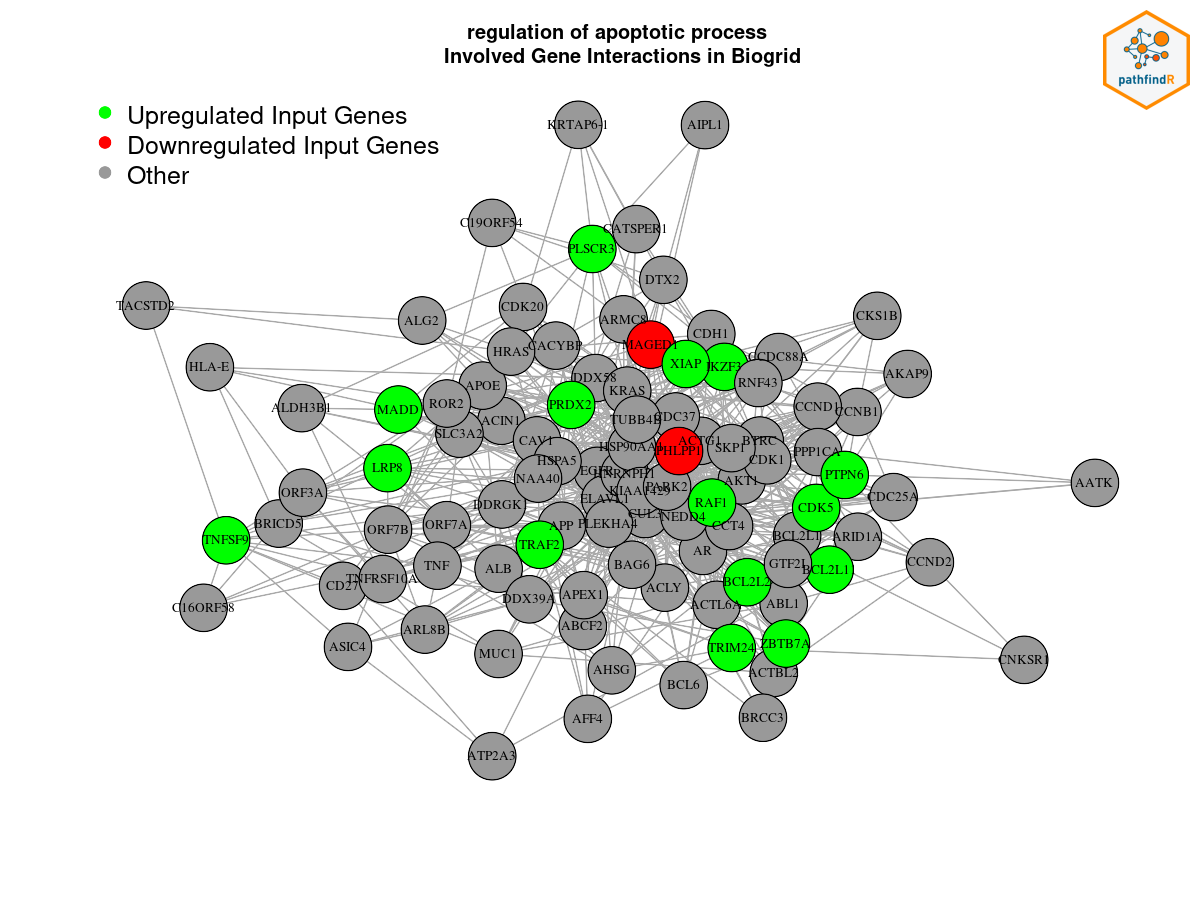 regulation of apoptotic process
Involved Gene Interactions in Biogrid
pathfindR
Upregulated Input Genes
Downregulated Input Genes
Other
KRTAP6-1
AIPL1
C19ORF54
CATSPER1
PLSCR3
DTX2
TACSTD2
CDK20
ALG2
ARMC8
CKS1B
CDH1
HRAS
CACYBP
MAGED1
CCDC88A
HLA-E
XIAP
IKZF3
AKAP9
DDX58
RNF43
APOE
KRAS
ALDH3B1
MADD
ROR2
PRDX2
CCND1
CCNB1
ACIN1
TUBB4B
CDC37
SLC3A2
CAV1
HSP90AA1
ACTG1
SKP1
BTRC
PHLPP1
PPP1CA
LRP8
HSPA5
EGFR
HNRNPH1
CDK1
PTPN6
NAA40
KIAA1429
PARK2
AKT1
AATK
ORF3A
ELAVL1
RAF1
CDC25A
DDRGK1
CUL3
NEDD4
CDK5
BRICD5
ORF7B
ORF7A
APP
PLEKHA4
CCT4
BCL2L1
ARID1A
TNFSF9
TRAF2
AR
TNF
ALB
BAG6
GTF2I
BCL2L11
CCND2
CD27
TNFRSF10A
ACLY
BCL2L2
DDX39A
APEX1
ACTL6A
ABL1
C16ORF58
ARL8B
ABCF2
ASIC4
MUC1
TRIM24
ZBTB7A
CNKSR1
AHSG
BCL6
ACTBL2
AFF4
BRCC3
ATP2A3